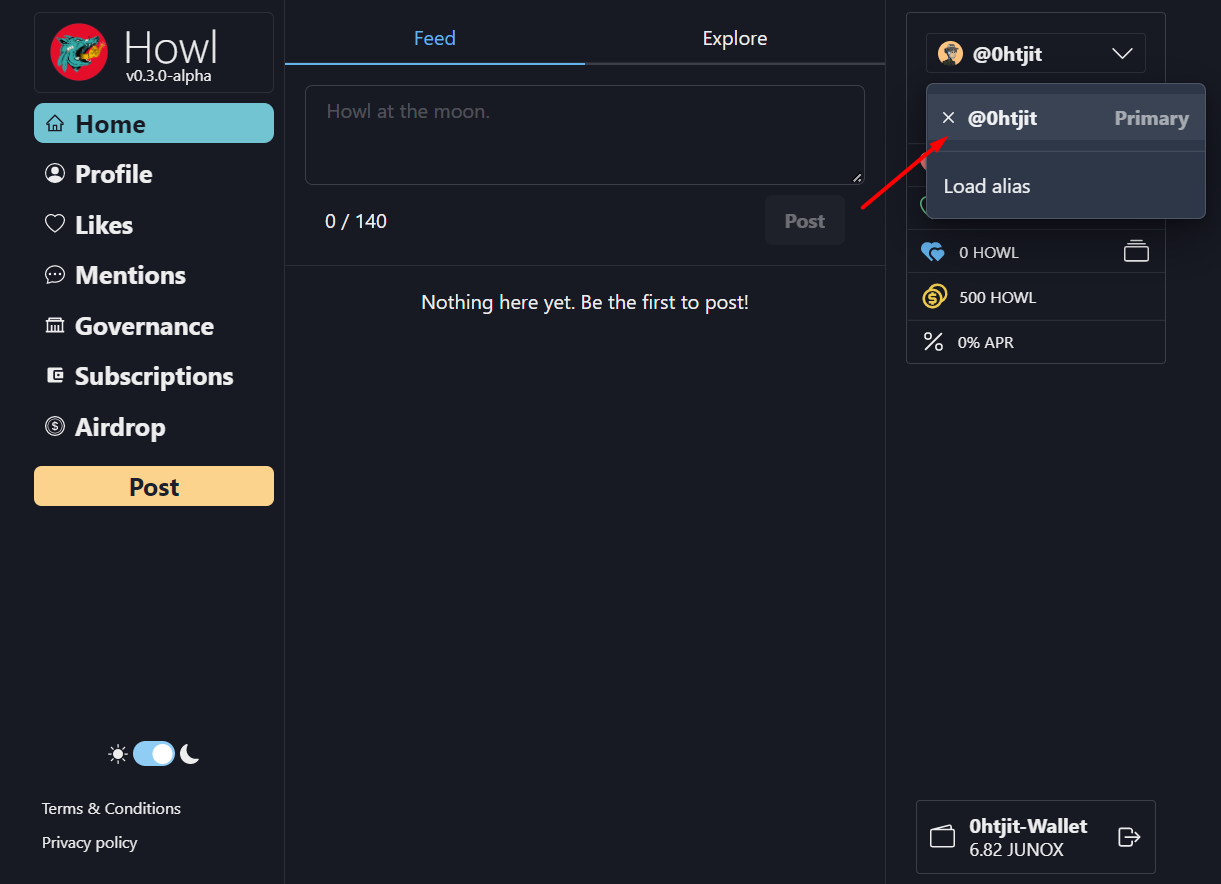 Howl
v0.3.0-alpha
Home
Profile
Likes
Mentions
Governance
Subscriptions
Airdrop
Post
Terms & Conditions
Privacy policy
Feed
Explore
Howl at the moon.
0 / 140
Post
Nothing here yet. Be the first to post!
@0htjit
@0htjit
Primary
Load alias
0 HOWL
500 HOWL
0% APR
0htjit-Wallet
6.82 JUNOX